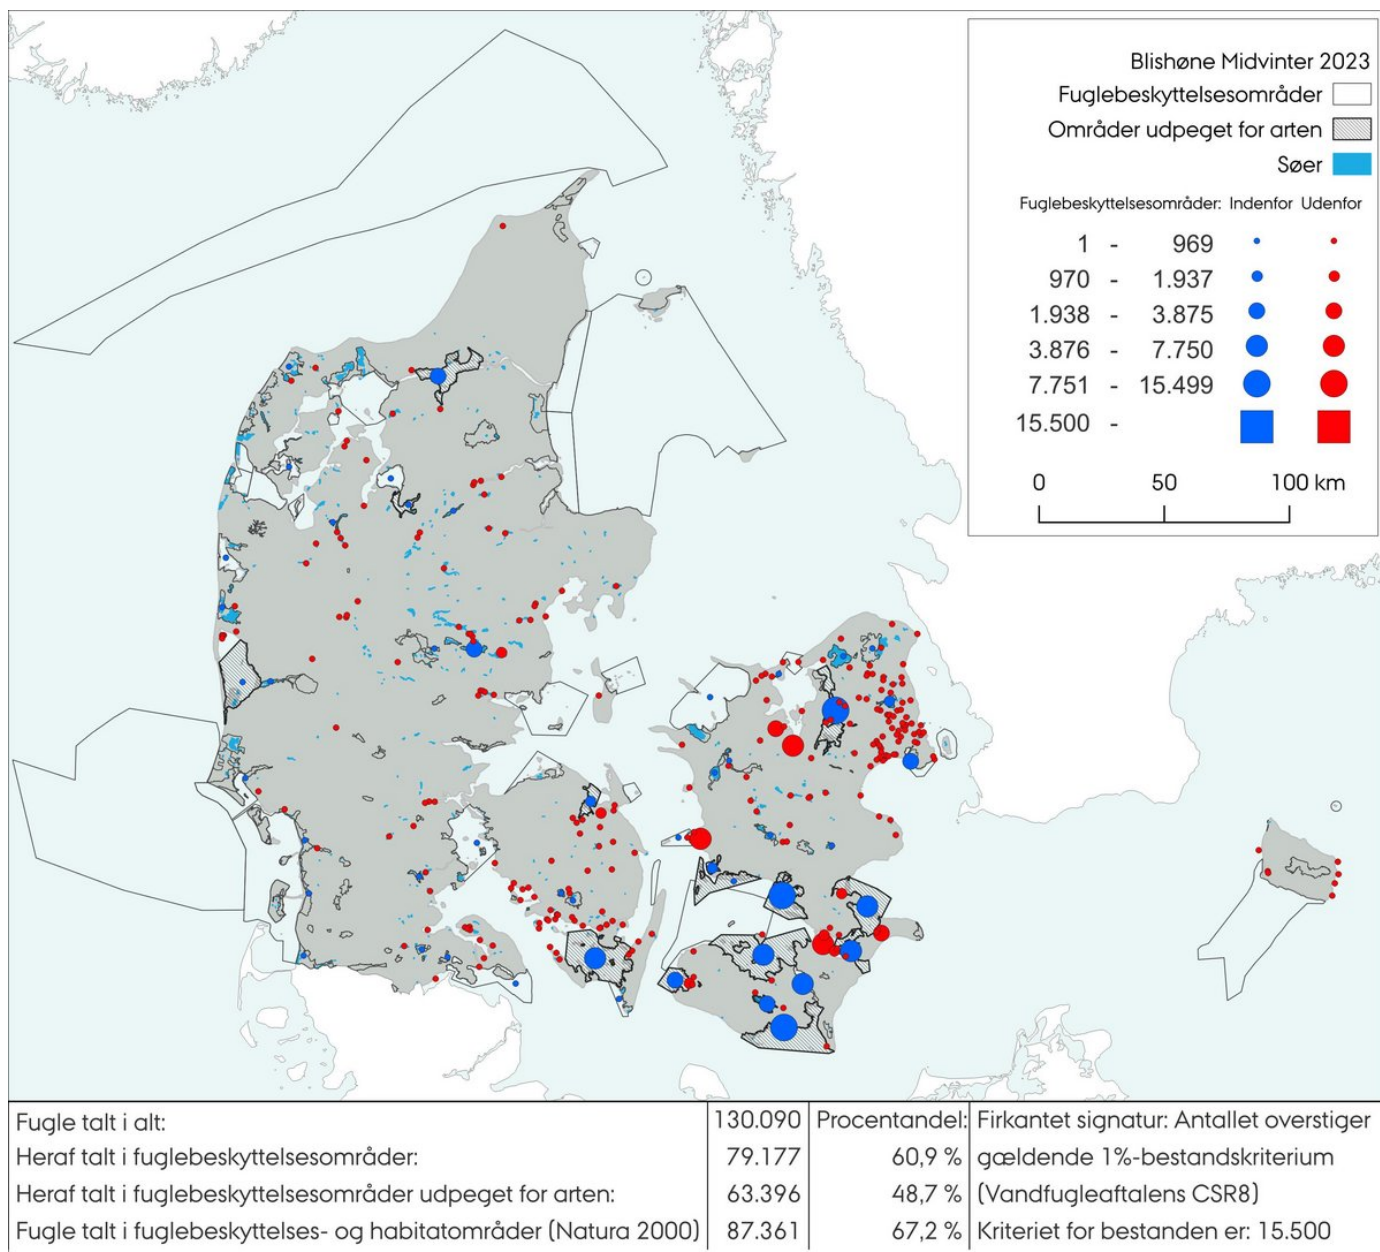 Blishøne Midvinter 2023
Fuglebeskyttelsesområder
Områder udpeget for arten
Søer
Fuglebeskyttelsesområder: Indenfor Udenfor
1 - 969
970 - 1.937
1.938 - 3.875
3.876 - 7.750
7.751 - 15.499
15.500 -
0 50 100 km
Fugle talt i alt: 130.090 Procentandel: Firkantet signatur: Antallet overstiger
Heraf talt i fuglebeskyttelsesområder: 79.177 60,9 % gældende 1%-bestandskriterium
Heraf talt i fuglebeskyttelsesområder udpeget for arten: 63.396 48,7 % (Vandfugleaftalens CSR8)
Fugle talt i fuglebeskyttelses- og habitatområder (Natura 2000) 87.361 67,2 % Kriteriet for bestanden er: 15.500